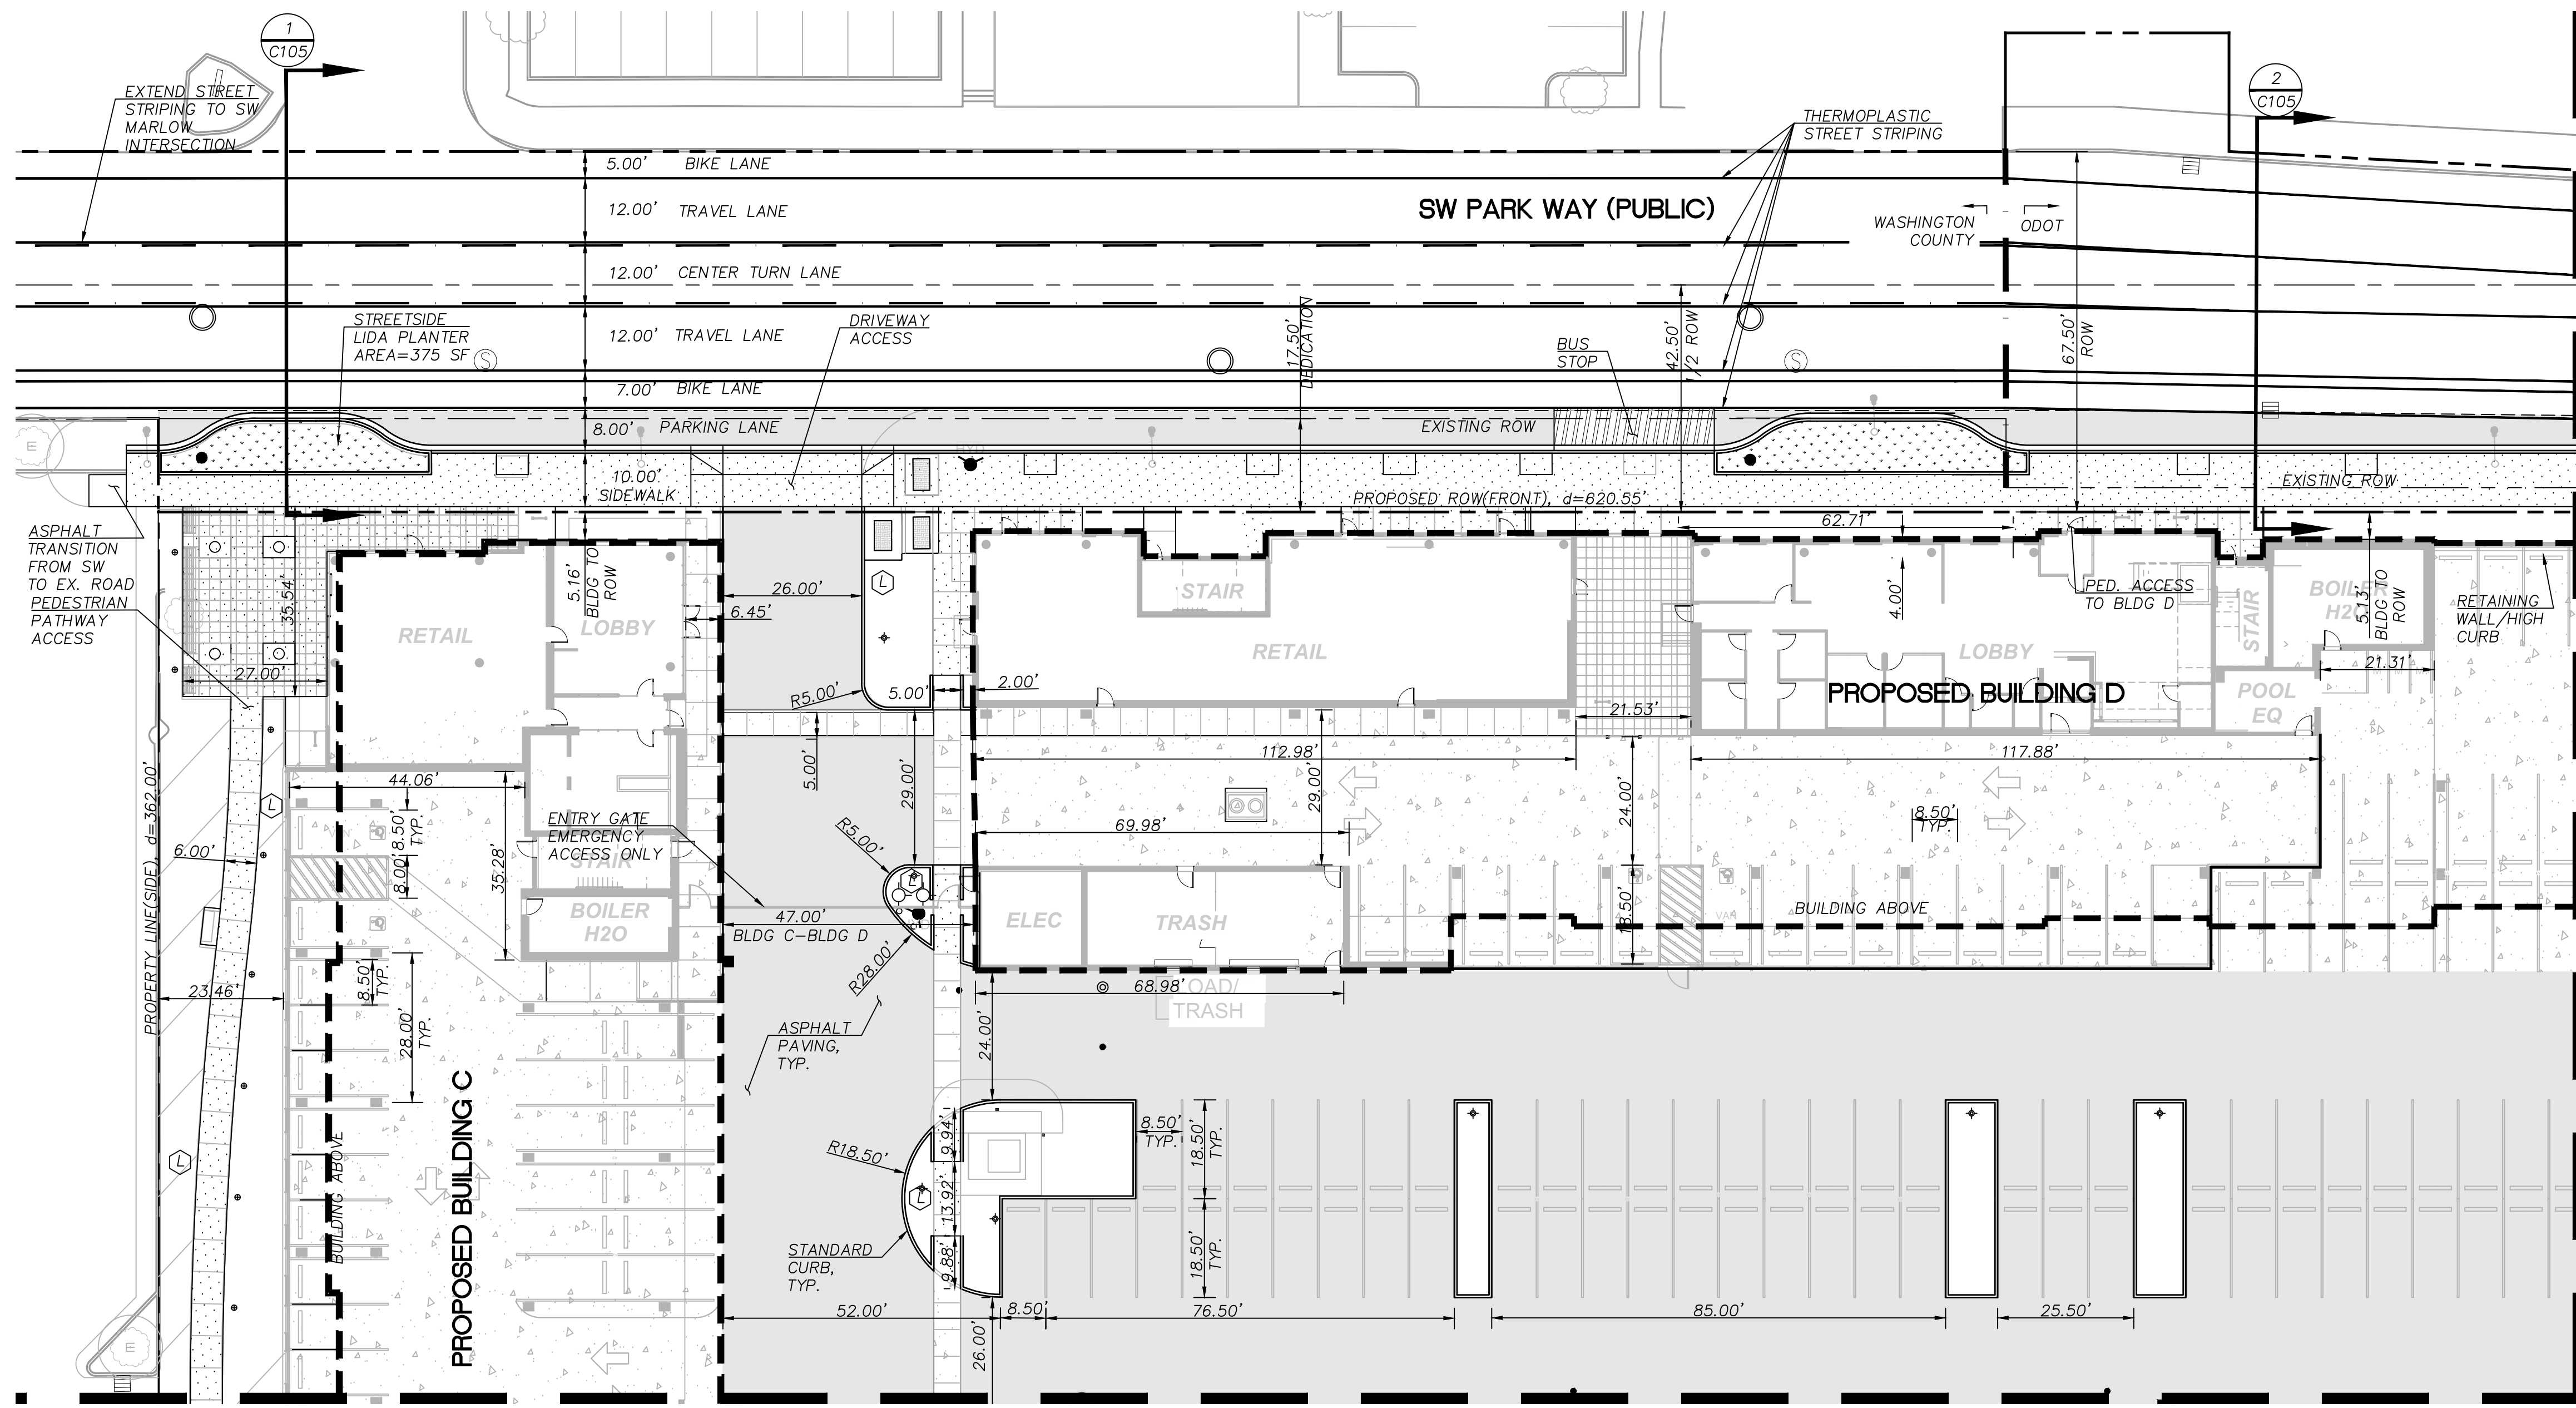 1
C105
2
C105
EXTEND STREET
STRIPING TO SW
MARLOW
INTERSECTION
THERMOPLASTIC
STREET STRIPING
5.00' BIKE LANE
12.00' TRAVEL LANE
SW PARK WAY (PUBLIC)
WASHINGTON
COUNTY
ODOT
12.00' CENTER TURN LANE
STREETSIDE
LIDA PLANTER
AREA=375 SF
S
12.00' TRAVEL LANE
DRIVEWAY
ACCESS
17.50'
DEDICATION
BUS
STOP
42.50'
1/2 ROW
S
67.50'
ROW
7.00' BIKE LANE
8.00' PARKING LANE
EXISTING ROW
E
10.00'
SIDEWALK
PROPOSED ROW(FRONT), d=620.55'
EXISTING ROW
ASPHALT
TRANSITION
FROM SW
TO EX. ROAD
PEDESTRIAN
PATHWAY
ACCESS
35.54'
27.00'
RETAIL
5.16'
BLDG TO
ROW
LOBBY
26.00'
6.45'
L
STAIR
RETAIL
62.71'
4.00'
LOBBY
PED. ACCESS
TO BLDG D
STAIR
BOILER
H2O
5.13'
BLDG TO
ROW
RETAINING
WALL/HIGH
CURB
21.31'
R5.00'
5.00'
2.00'
21.53'
PROPOSED BUILDING D
POOL
EQ
PROPERTY LINE(SIDE), d=362.00'
44.06'
L
8.50'
TYP.
8.00'
35.28'
5.00'
29.00'
112.98'
29.00'
24.00'
117.88'
8.50'
TYP.
6.00'
ENTRY GATE
EMERGENCY
ACCESS ONLY
STAIR
R5.00'
69.98'
L
BOILER
H2O
47.00'
BLDG C-BLDG D
ELEC
TRASH
18.50'
VAN
BUILDING ABOVE
23.46'
8.50'
TYP.
28.00'
TYP.
R28.00'
68.98'
LOAD/
TRASH
24.00'
ASPHALT
PAVING,
TYP.
PROPOSED BUILDING C
BUILDING ABOVE
L
R18.50'
9.94'
13.92'
9.88'
L
8.50'
TYP.
18.50'
TYP.
18.50'
TYP.
STANDARD
CURB,
TYP.
52.00'
8.50'
76.50'
85.00'
25.50'
26.00'
E